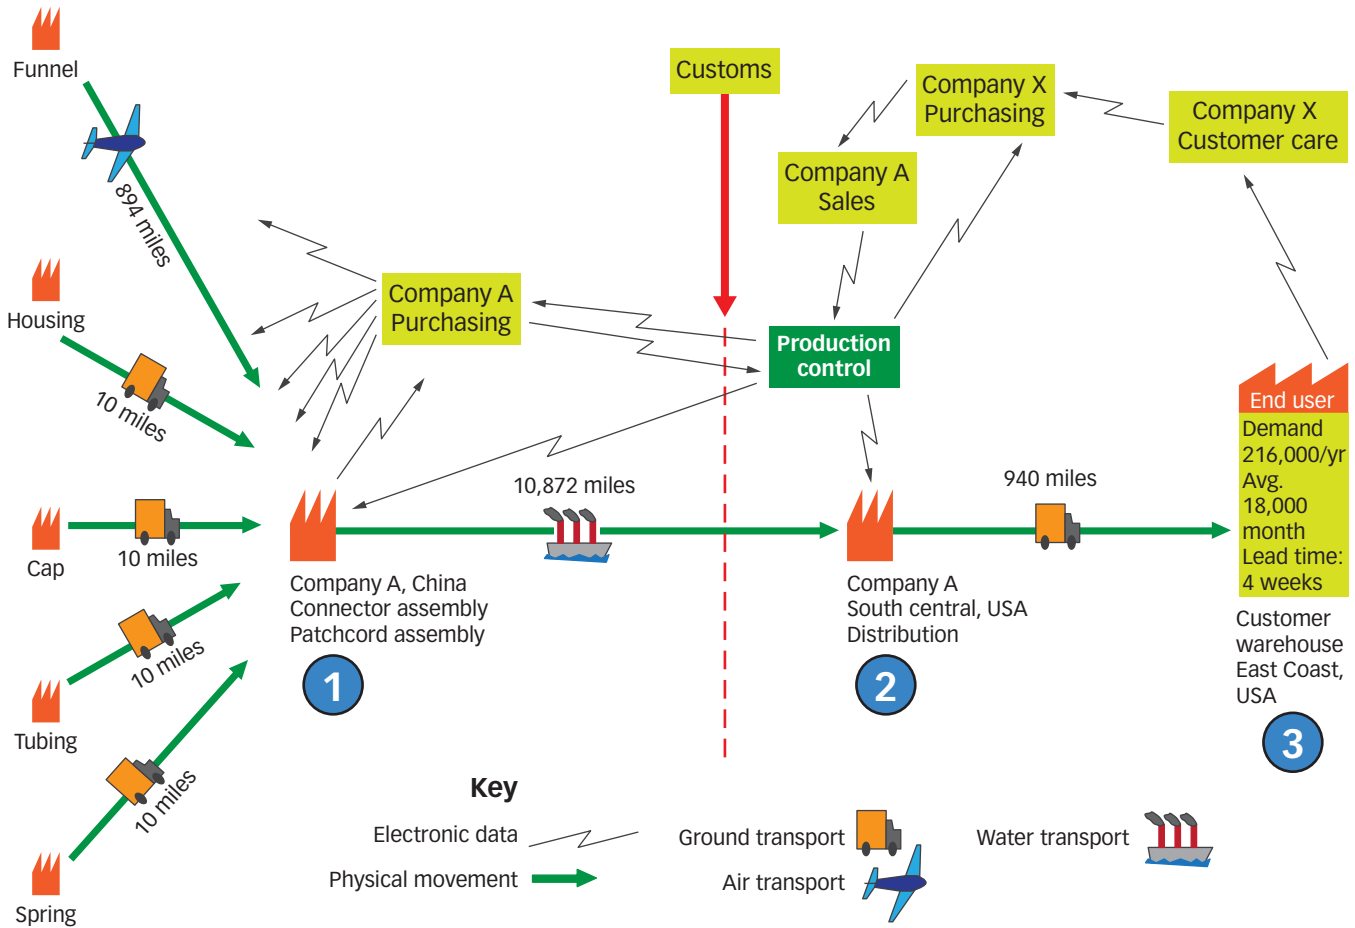 Funnel
894 miles
Housing
10 miles
Cap
10 miles
Tubing
10 miles
Spring
10 miles
Company A
Purchasing
Customs
Company A
Sales
Company X
Purchasing
Company X
Customer care
Production
control
10,872 miles
940 miles
Company A, China
Connector assembly
Patchcord assembly
1
Company A
South central, USA
Distribution
2
End user
Demand
216,000/yr
Avg.
18,000
month
Lead time:
4 weeks
Customer
warehouse
East Coast,
USA
3
Key
Electronic data
Physical movement
Ground transport
Air transport
Water transport